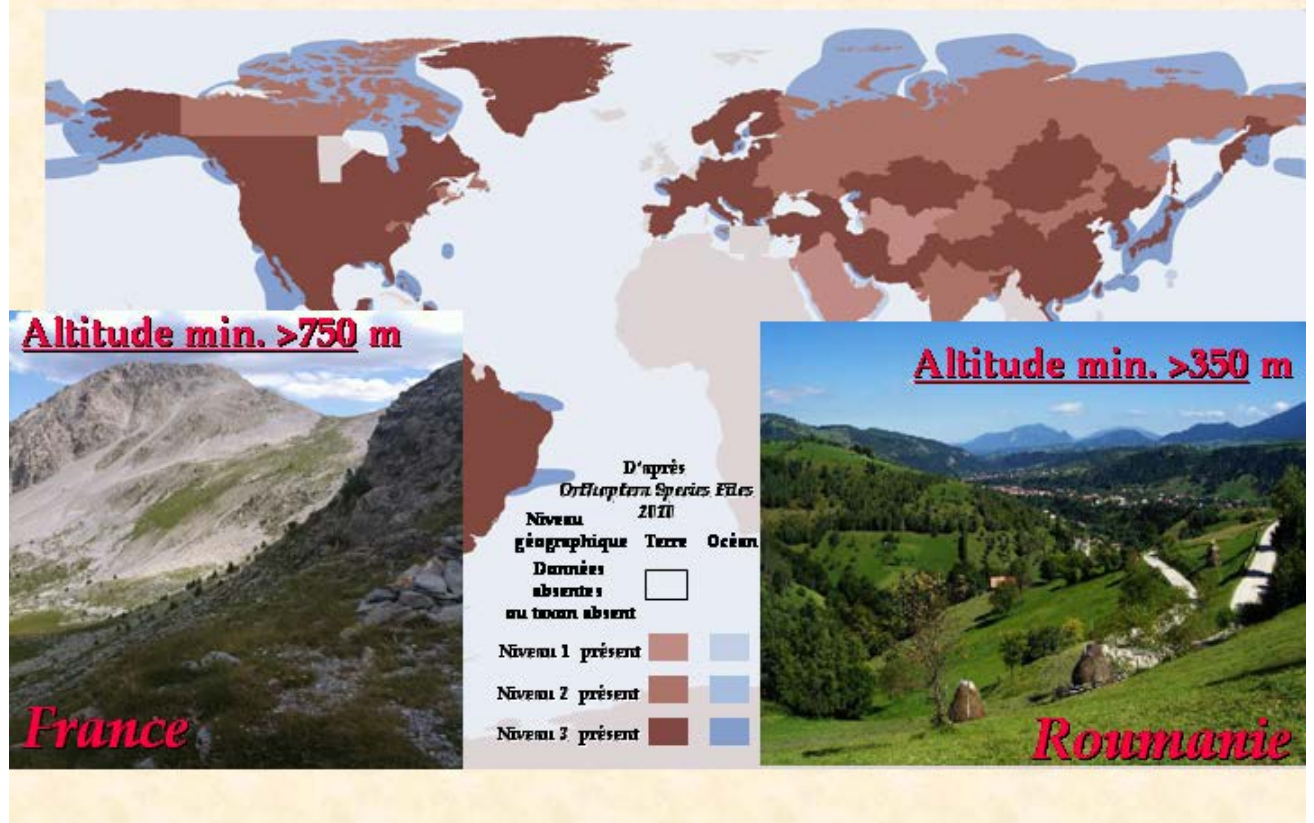 Altitude min. >750 m
Altitude min. >350 m
D'après
Orthoptera Species Files
2010
Niveau
géographique Terre Océan
Données
absentes
ou taxon absent
Niveau 1 présent
Niveau 2 présent
Niveau 3 présent
France
Roumanie